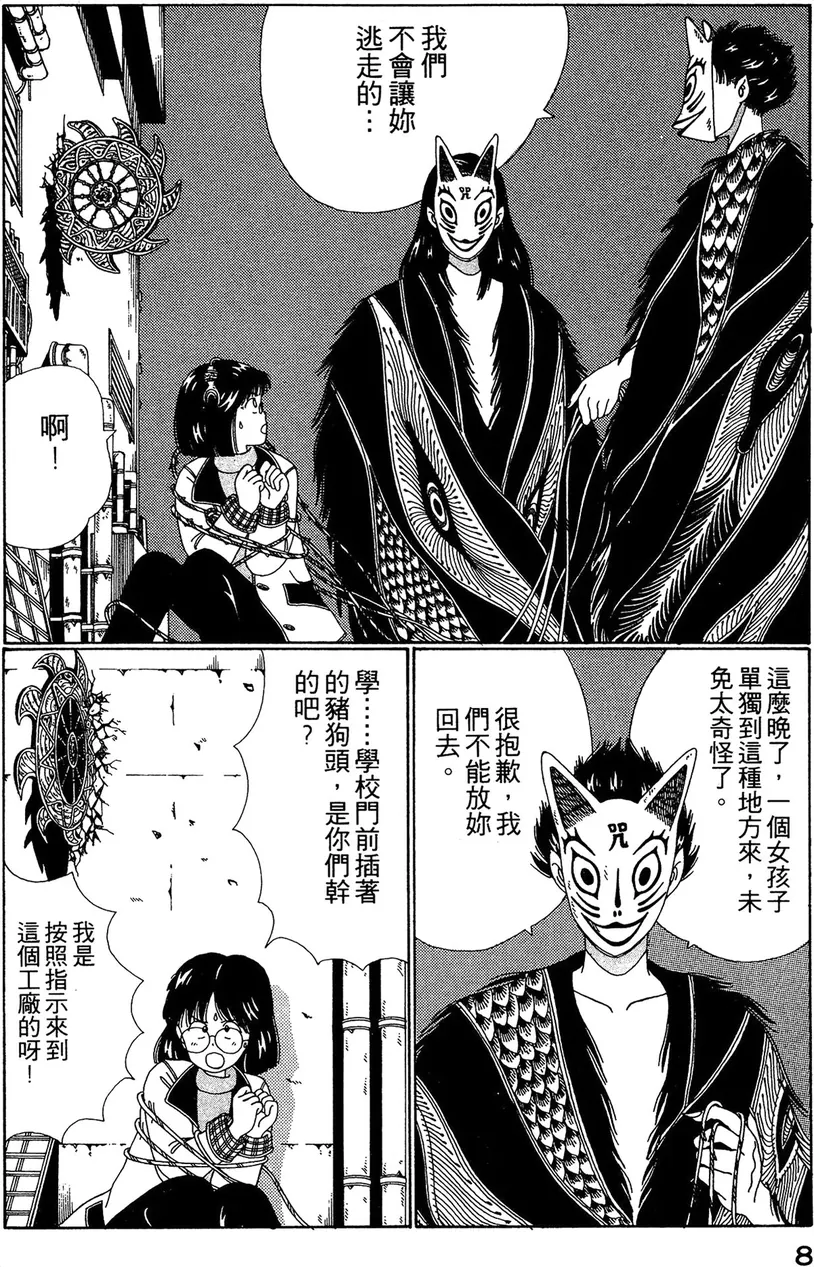 我們
不會讓妳
逃走的…
咒
啊！
這麼晚了，一個女孩子
單獨到這種地方來，未
免太奇怪了。
很抱歉，我
們不能放妳
回去。
咒
學……學校門前插著
的豬狗頭，是你們幹
的吧？
我是
按照指示來到
這個工廠的呀！
8